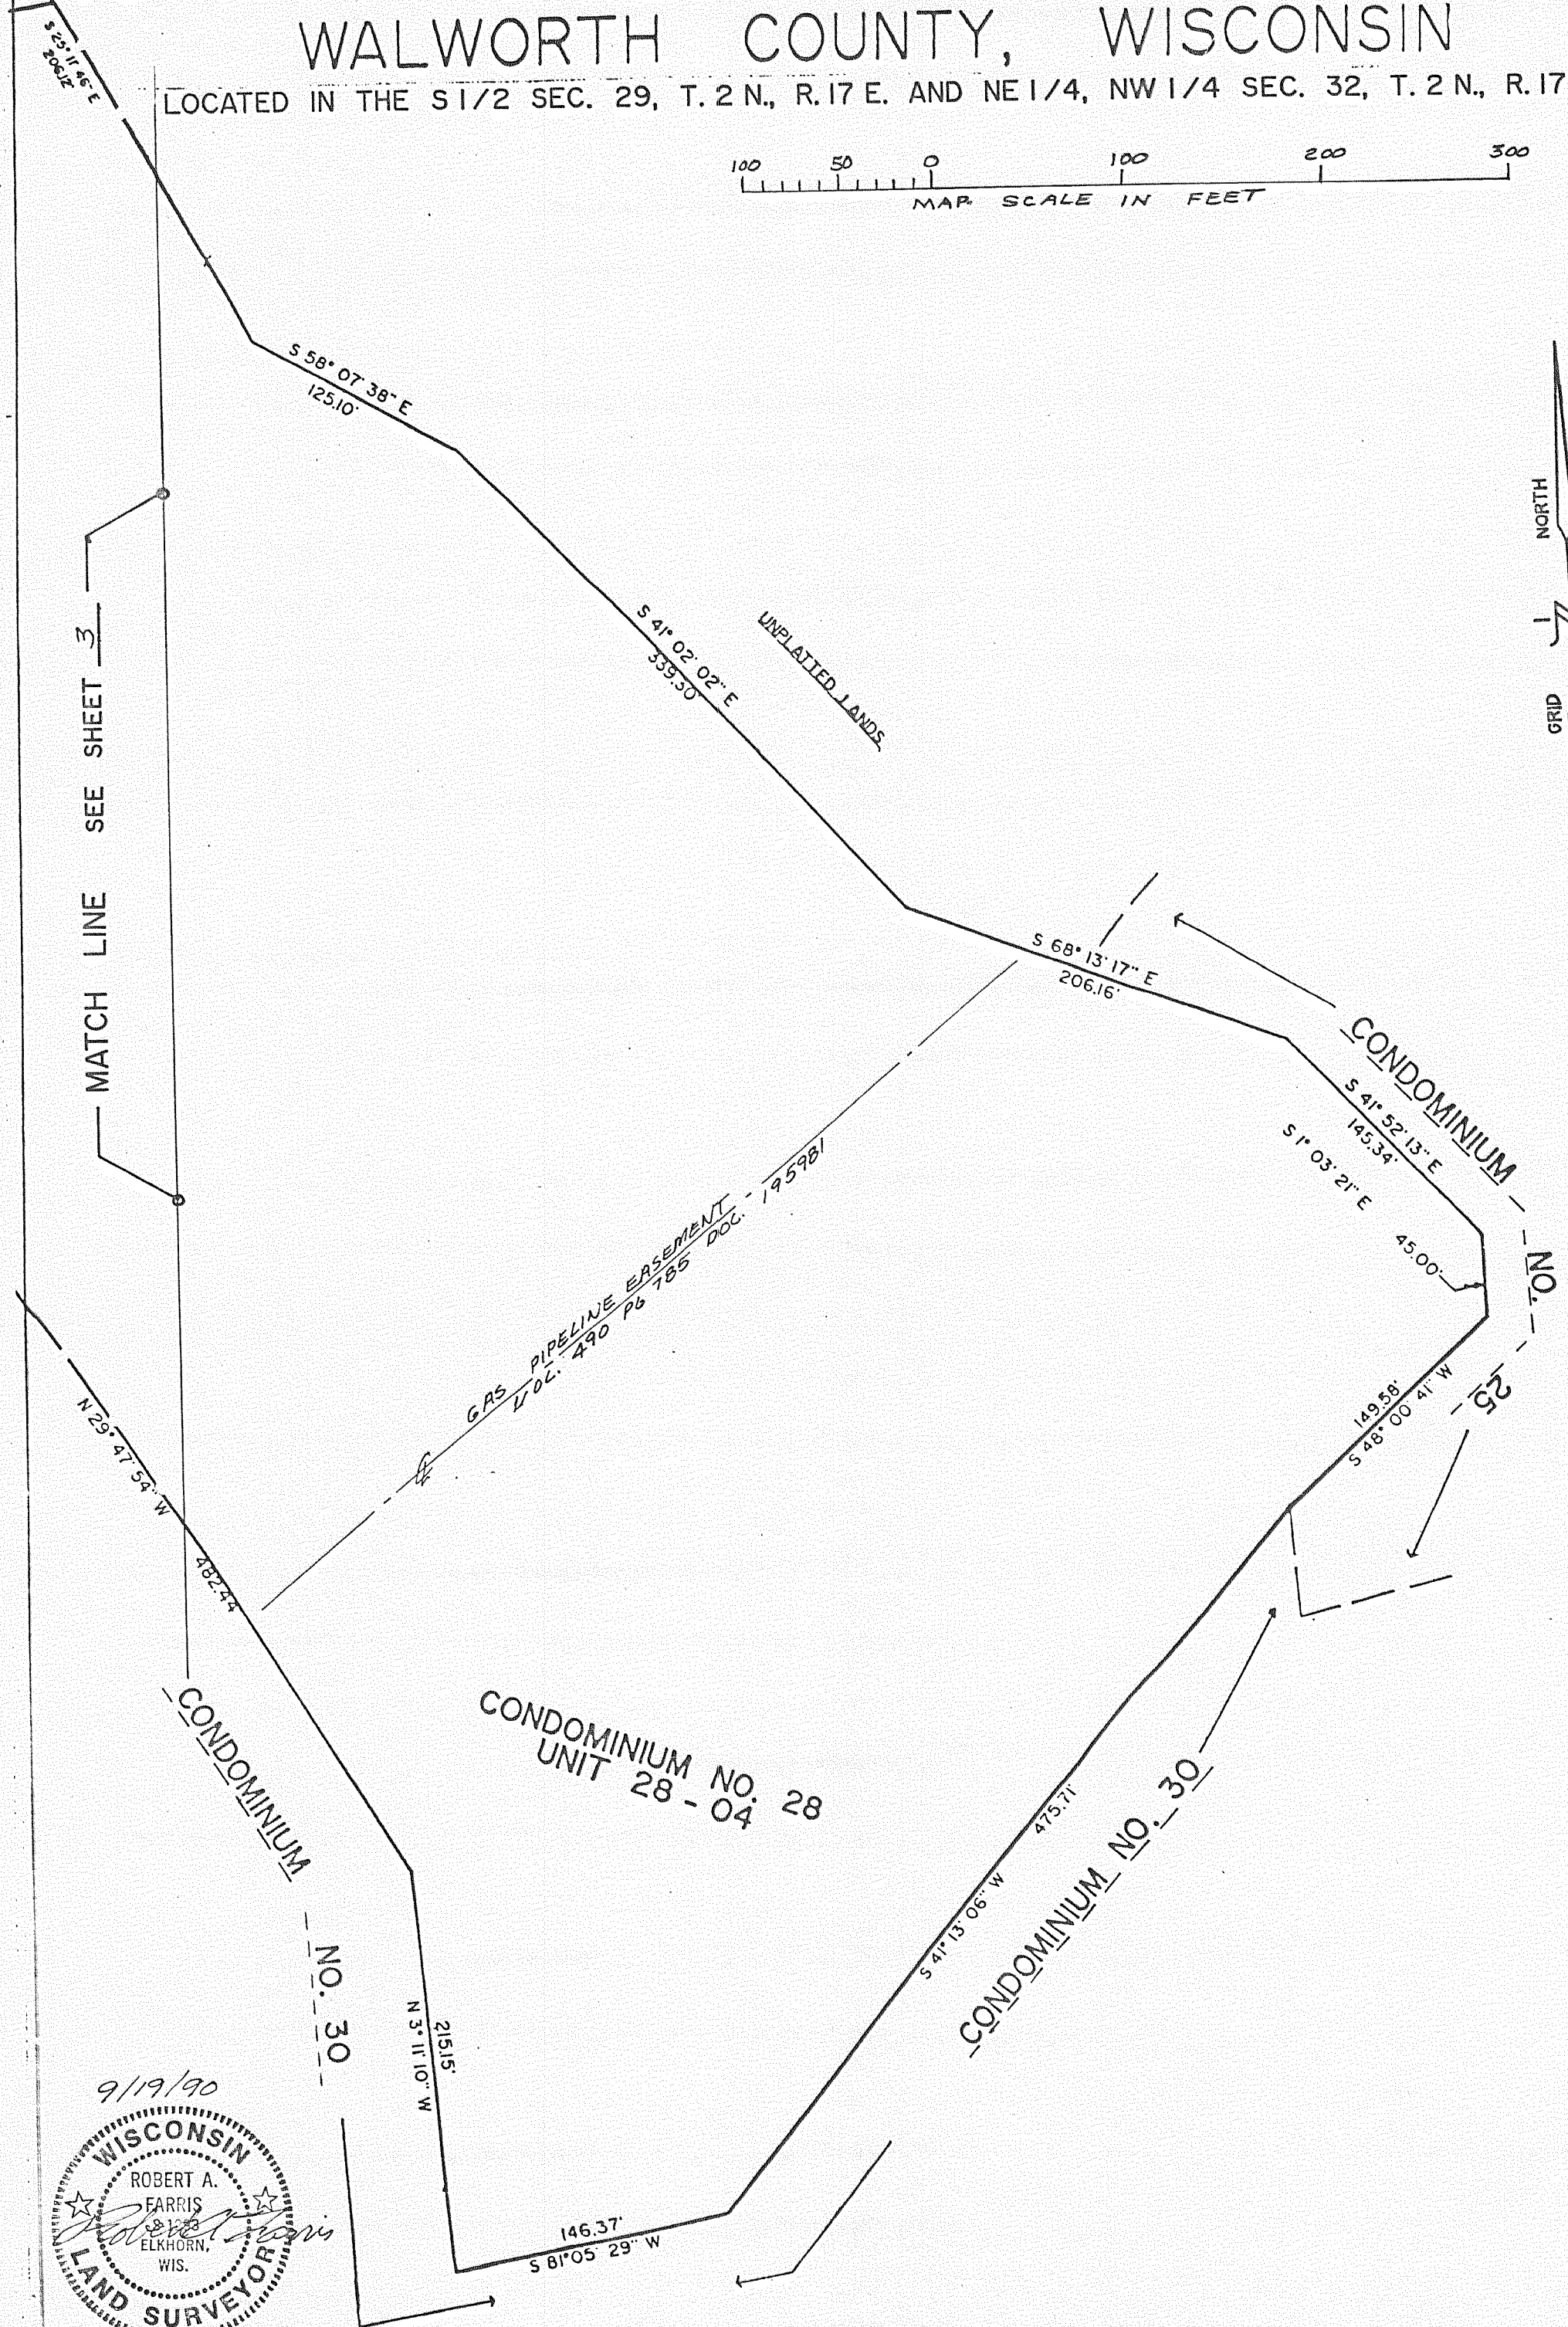 WALWORTH COUNTY, WISCONSIN
LOCATED IN THE S 1/2 SEC. 29, T. 2 N., R. 17 E. AND NE 1/4, NW 1/4 SEC. 32, T. 2 N., R. 17
S 25° 11' 46" E
206.12'
100 50 0 100 200 300
MAP SCALE IN FEET
S 58° 07' 38" E
125.10'
GRID NORTH
MATCH LINE SEE SHEET 3
S 41° 02' 02" E
339.30'
UNPLATTED LANDS
S 68° 13' 17" E
206.16'
CONDOMINIUM NO. 25
S 41° 52' 13" E
145.34'
S 1° 03' 21" E
45.00'
GAS PIPELINE EASEMENT
VOL. 490 PG 785 DOC. 195981
149.58'
S 48° 00' 41" W
N 29° 47' 54" W
482.44
CONDOMINIUM NO. 30
CONDOMINIUM NO. 28
UNIT 28 - 04
475.71'
S 41° 13' 06" W
CONDOMINIUM NO. 30
215.15'
N 3° 11' 10" W
146.37'
S 81° 05' 29" W
9/19/90
WISCONSIN
ROBERT A.
FARRIS
ELKHORN,
WIS.
LAND SURVEYOR
Robert A. Farris